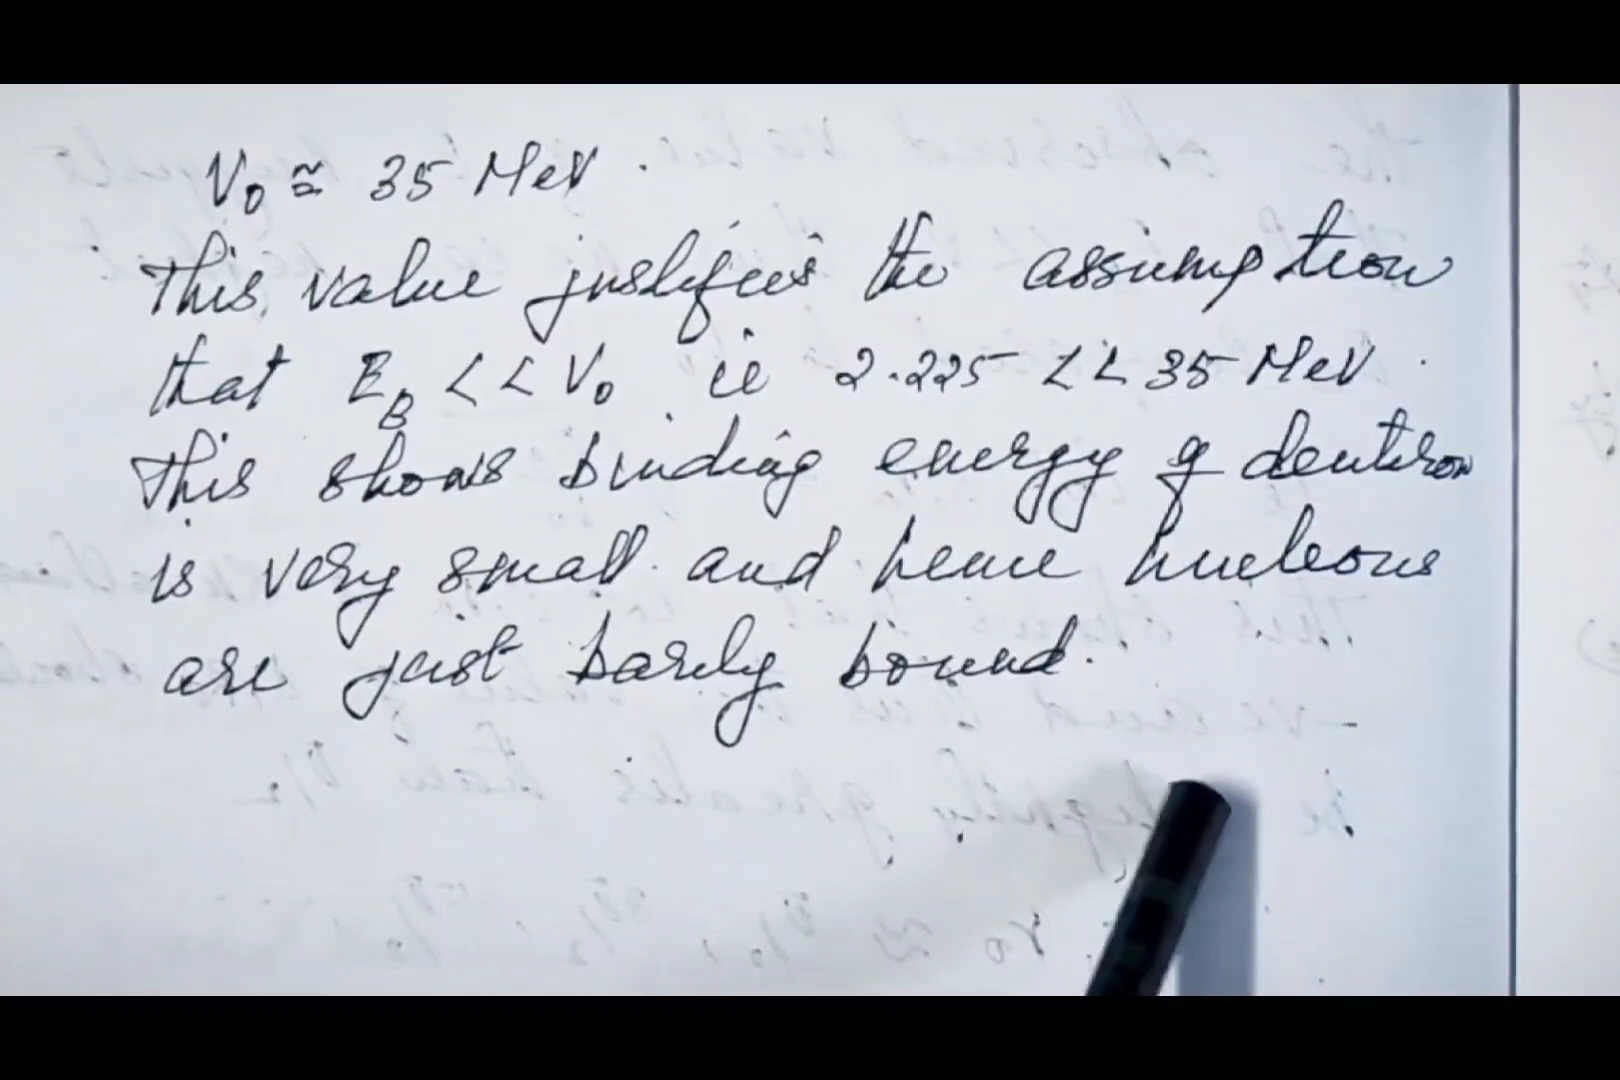 V₀ ≈ 35 MeV.
This value justifies the assumption
that E_B << V₀ ie 2.225 << 35 MeV.
This shows binding energy of deuteron
is very small and hence nucleons
are just barely bound.